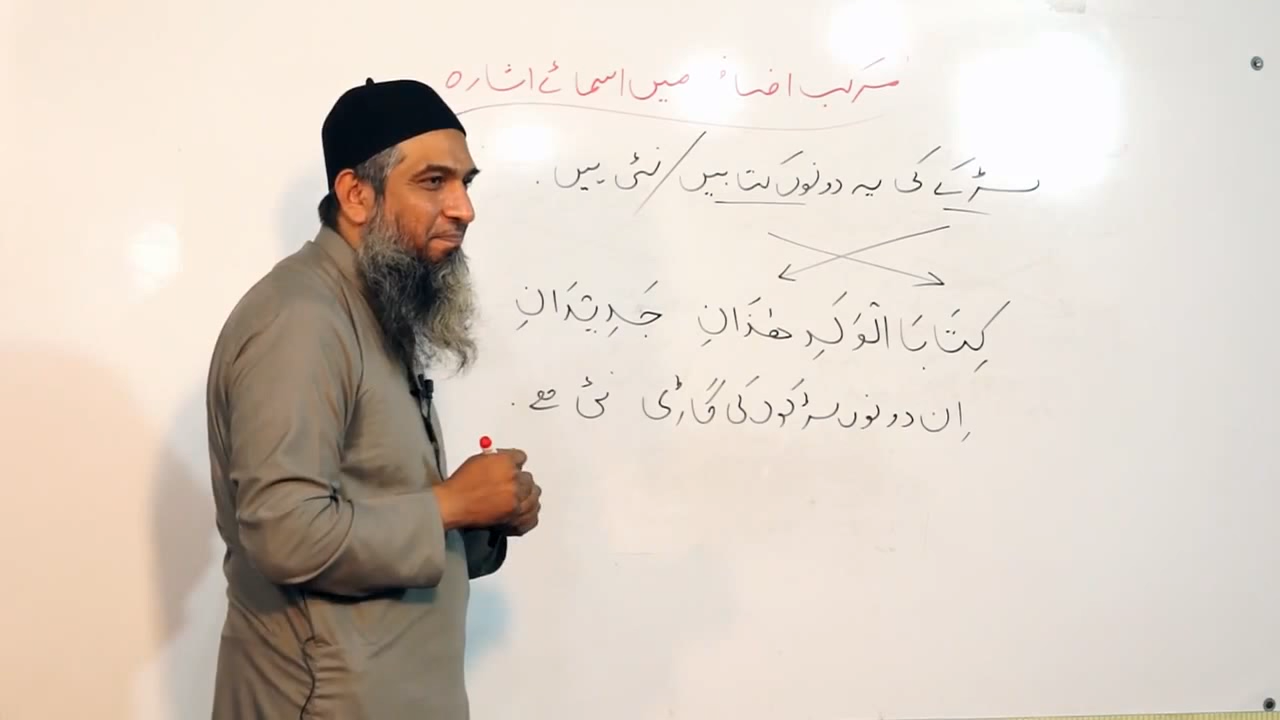 مرکب اضافی میں اسمائے اشارہ
لڑکے کی یہ دونوں کتابیں / نئی ہیں .
كِتَابَا الْوَلَدِ هٰذَانِ جَدِيْدَانِ
اِن دونوں لڑکوں کی گاڑی نئی ہے .